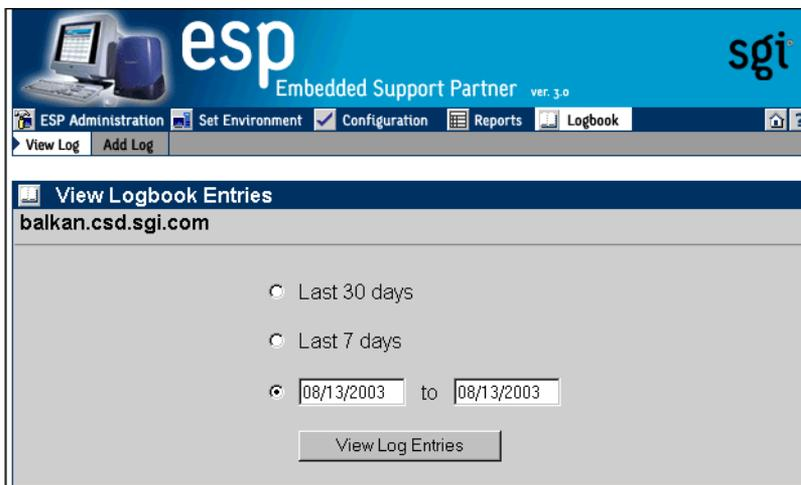 esp
sgi
Embedded Support Partner ver. 3.0
ESP Administration Set Environment Configuration Reports Logbook ?
View Log Add Log
View Logbook Entries
balkan.csd.sgi.com
Last 30 days
Last 7 days
08/13/2003 to 08/13/2003
View Log Entries